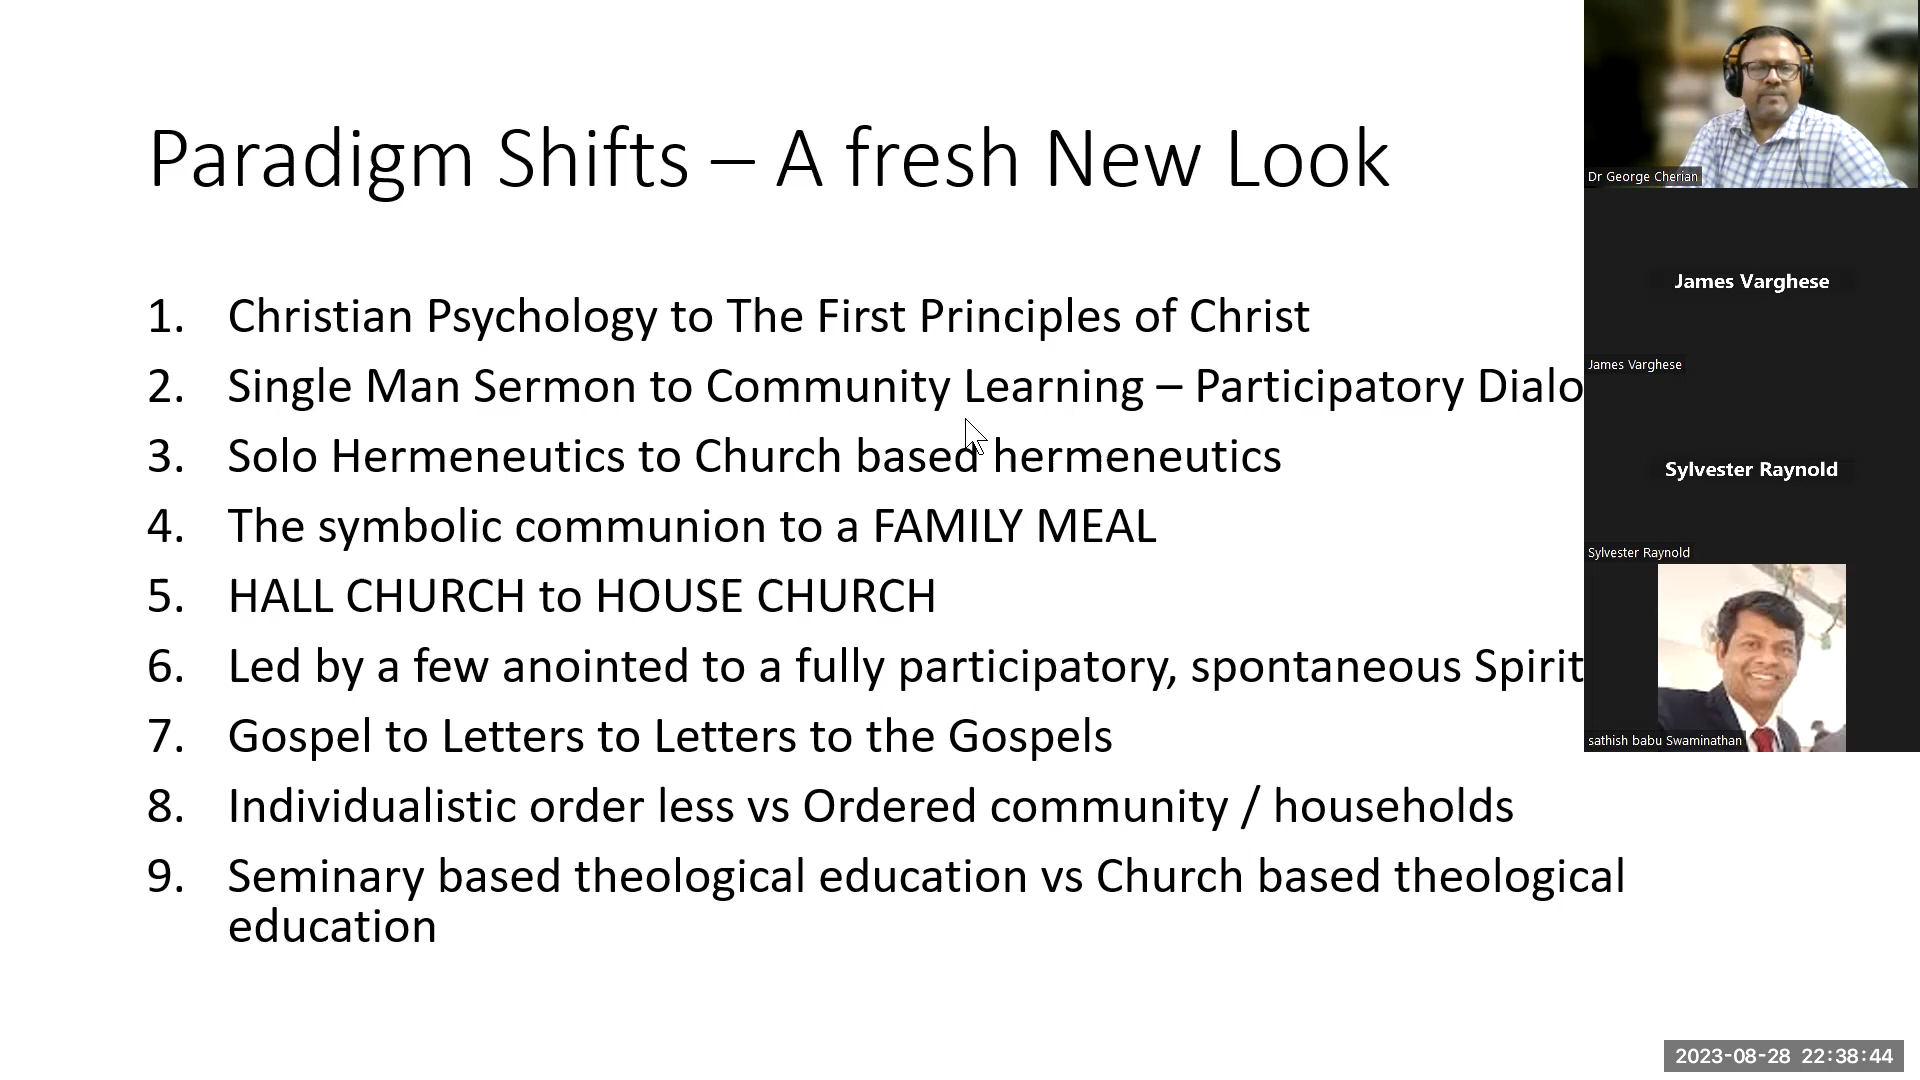 Paradigm Shifts – A fresh New Look
1. Christian Psychology to The First Principles of Christ
2. Single Man Sermon to Community Learning – Participatory Dialo
3. Solo Hermeneutics to Church based hermeneutics
4. The symbolic communion to a FAMILY MEAL
5. HALL CHURCH to HOUSE CHURCH
6. Led by a few anointed to a fully participatory, spontaneous Spirit
7. Gospel to Letters to Letters to the Gospels
8. Individualistic order less vs Ordered community / households
9. Seminary based theological education vs Church based theological
education
Dr George Cherian
James Varghese
James Varghese
Sylvester Raynold
Sylvester Raynold
sathish babu Swaminathan
2023-08-28 22:38:44